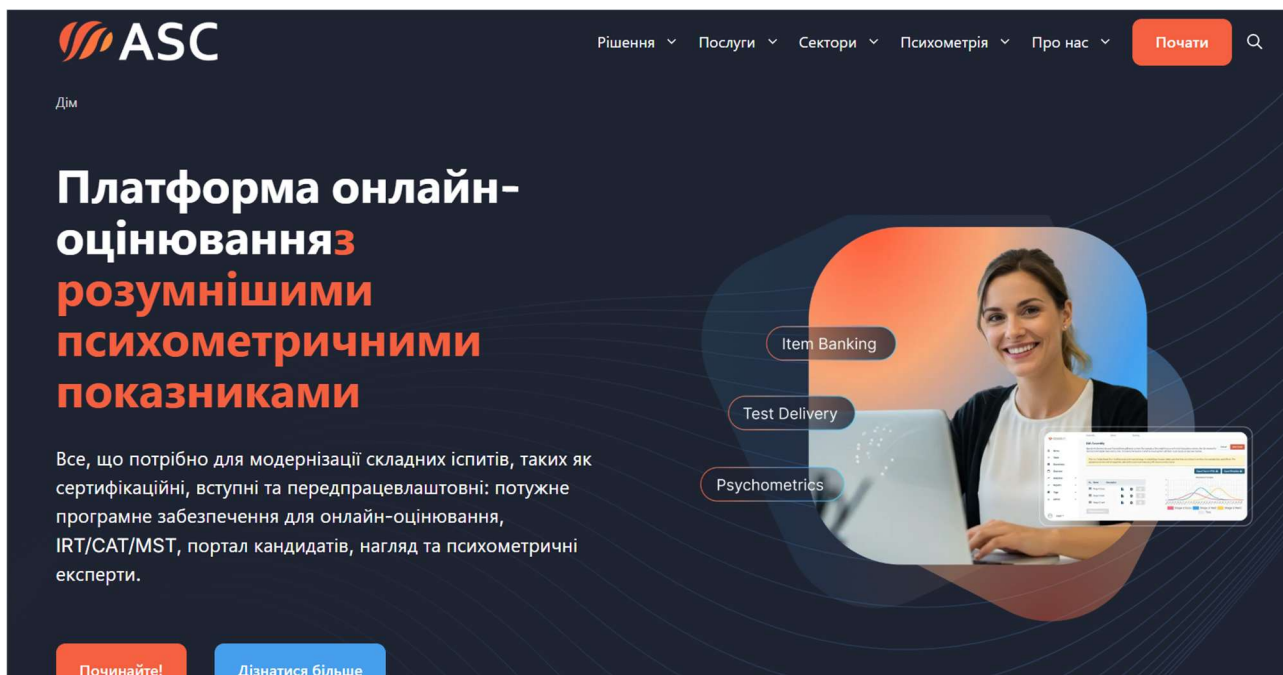 ASC
Рішення Послуги Сектори Психометрія Про нас Почати
Дім
Платформа онлайн-
оцінюванняз
розумнішими
психометричними
показниками
Все, що потрібно для модернізації складних іспитів, таких як
сертифікаційні, вступні та передпрацевлаштовні: потужне
програмне забезпечення для онлайн-оцінювання,
IRT/CAT/MST, портал кандидатів, нагляд та психометричні
експерти.
Починайте!
Дізнатися більше
Item Banking
Test Delivery
Psychometrics